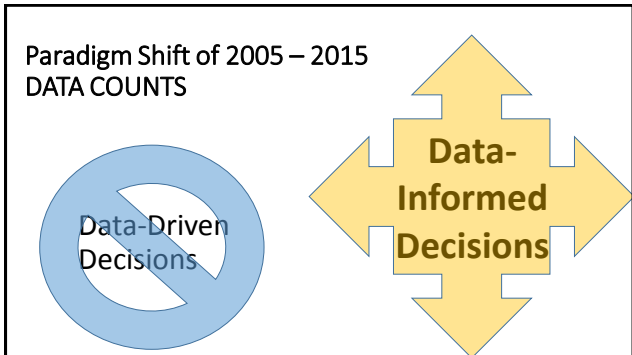 Paradigm Shift of 2005 – 2015
DATA COUNTS
Data-Driven
Decisions
Data-
Informed
Decisions